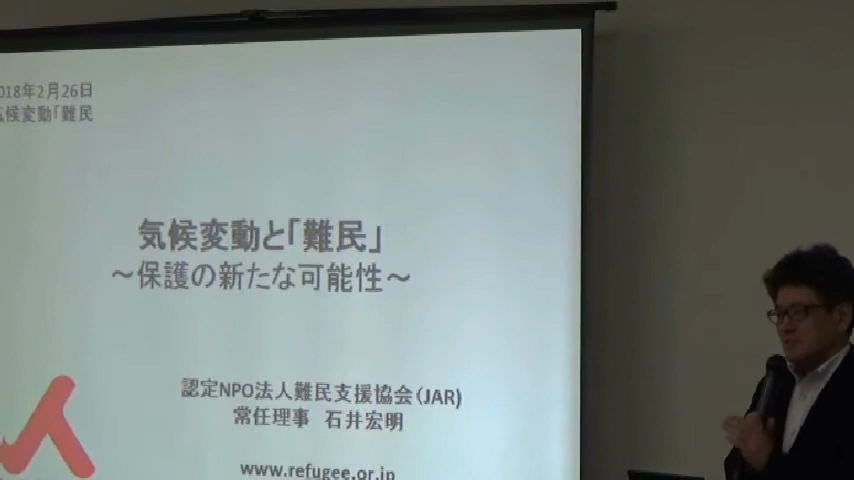 018年2月26日
気候変動「難民
気候変動と「難民」
～保護の新たな可能性～
認定NPO法人難民支援協会（JAR)
常任理事　石井宏明
www.refugee.or.jp